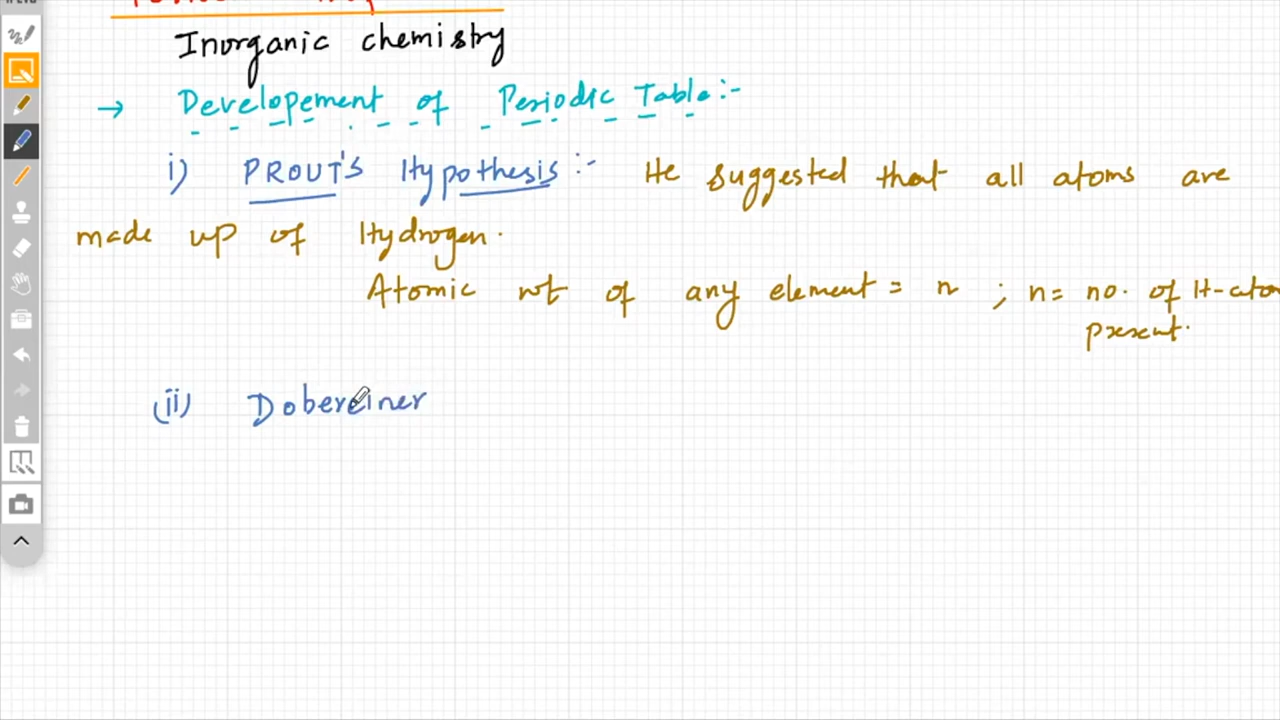 Inorganic chemistry
→ Developement of Periodic Table:-
i) PROUT'S Hypothesis :- He suggested that all atoms are
made up of Hydrogen.
Atomic wt of any element = n ; n = no. of H-atom
present.
(ii) Dobereiner